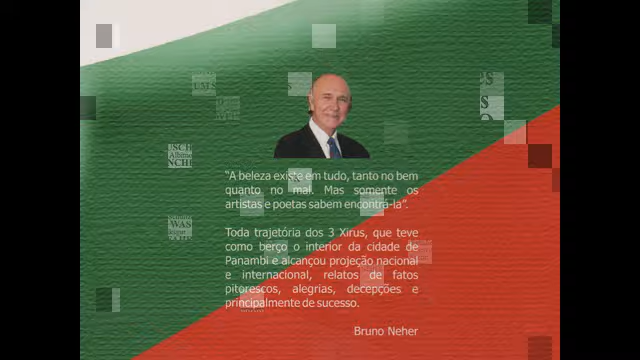 “A beleza existe em tudo, tanto no bem
quanto no mal. Mas somente os
artistas e poetas sabem encontrá-la”.
Toda trajetória dos 3 Xirus, que teve
como berço o interior da cidade de
Panambi e alcançou projeção nacional
e internacional, relatos de fatos
pitorescos, alegrias, decepções e
principalmente de sucesso.
Bruno Neher